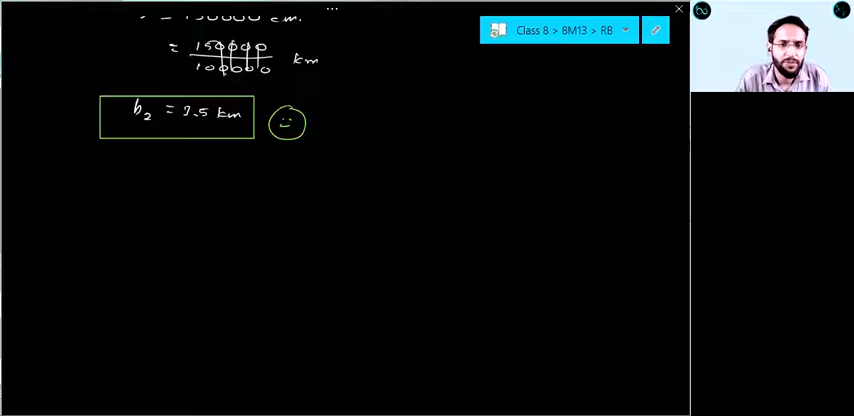 = 150000 cm.
= 150000 / 100000 km
b₂ = 1.5 km
Class 8 > 8M13 > RB